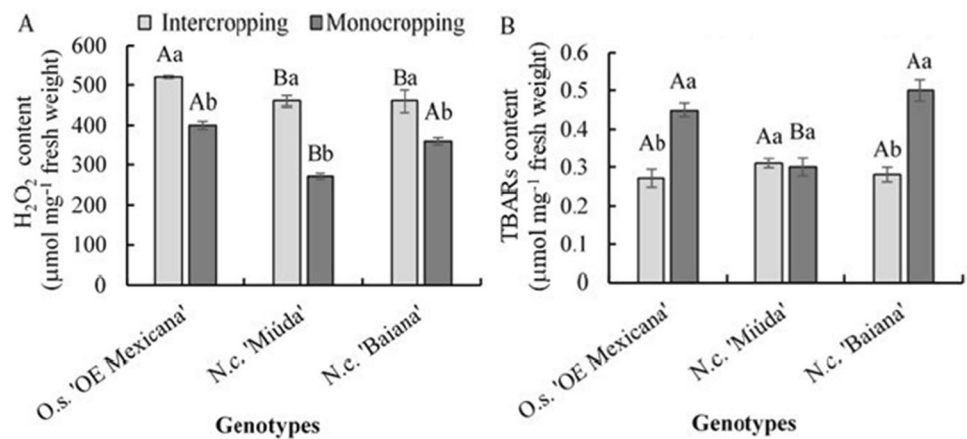 A
Intercropping Monocropping
H₂O₂ content
(µmol mg⁻¹ fresh weight)
600
500
400
300
200
100
0
Aa
Ab
Ba
Bb
Ba
Ab
O.s. 'OE Mexicana'
N.c. 'Miúda'
N.c. 'Baiana'
Genotypes
B
TBARs content
(µmol mg⁻¹ fresh weight)
0.6
0.5
0.4
0.3
0.2
0.1
0
Ab
Aa
Aa
Ba
Ab
Aa
O.s. 'OE Mexicana'
N.c. 'Miúda'
N.c. 'Baiana'
Genotypes